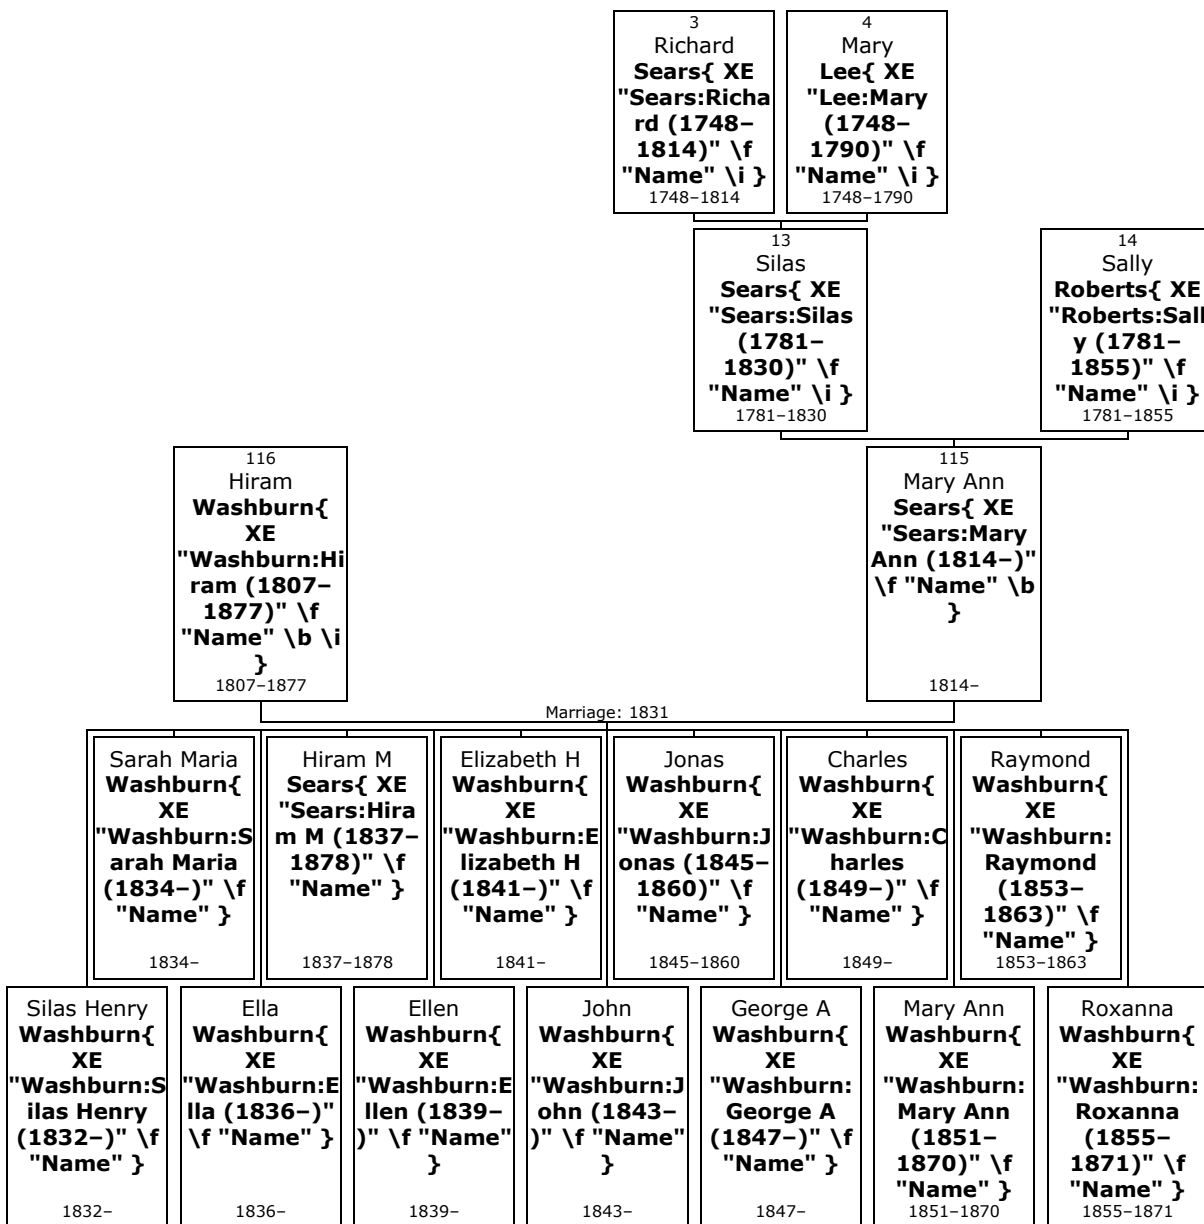 3
Richard
Sears{ XE
"Sears:Richa
rd (1748–
1814)" \f
"Name" \i }
1748–1814
4
Mary
Lee{ XE
"Lee:Mary
(1748–
1790)" \f
"Name" \i }
1748–1790
13
Silas
Sears{ XE
"Sears:Silas
(1781–
1830)" \f
"Name" \i }
1781–1830
14
Sally
Roberts{ XE
"Roberts:Sall
y (1781–
1855)" \f
"Name" \i }
1781–1855
116
Hiram
Washburn{
XE
"Washburn:Hi
ram (1807–
1877)" \f
"Name" \b \i
}
1807–1877
115
Mary Ann
Sears{ XE
"Sears:Mary
Ann (1814–)"
\f "Name" \b
}
1814–
Marriage: 1831
Sarah Maria
Washburn{
XE
"Washburn:S
arah Maria
(1834–)" \f
"Name" }
1834–
Hiram M
Sears{ XE
"Sears:Hira
m M (1837–
1878)" \f
"Name" }
1837–1878
Elizabeth H
Washburn{
XE
"Washburn:E
lizabeth H
(1841–)" \f
"Name" }
1841–
Jonas
Washburn{
XE
"Washburn:J
onas (1845–
1860)" \f
"Name" }
1845–1860
Charles
Washburn{
XE
"Washburn:C
harles
(1849–)" \f
"Name" }
1849–
Raymond
Washburn{
XE
"Washburn:
Raymond
(1853–
1863)" \f
"Name" }
1853–1863
Silas Henry
Washburn{
XE
"Washburn:S
ilas Henry
(1832–)" \f
"Name" }
1832–
Ella
Washburn{
XE
"Washburn:E
lla (1836–)"
\f "Name" }
1836–
Ellen
Washburn{
XE
"Washburn:E
llen (1839–
)" \f "Name"
}
1839–
John
Washburn{
XE
"Washburn:J
ohn (1843–
)" \f "Name"
}
1843–
George A
Washburn{
XE
"Washburn:
George A
(1847–)" \f
"Name" }
1847–
Mary Ann
Washburn{
XE
"Washburn:
Mary Ann
(1851–
1870)" \f
"Name" }
1851–1870
Roxanna
Washburn{
XE
"Washburn:
Roxanna
(1855–
1871)" \f
"Name" }
1855–1871